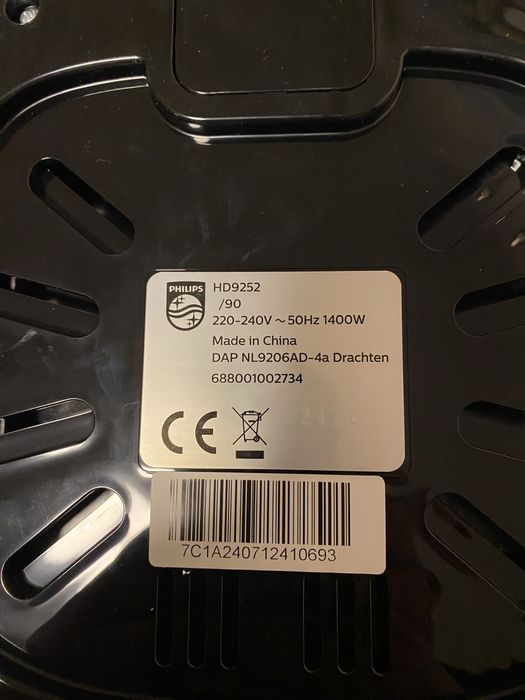 PHILIPS
HD9252
/90
220-240V ~ 50Hz 1400W
Made in China
DAP NL9206AD-4a Drachten
688001002734
CE
7C1A240712410693